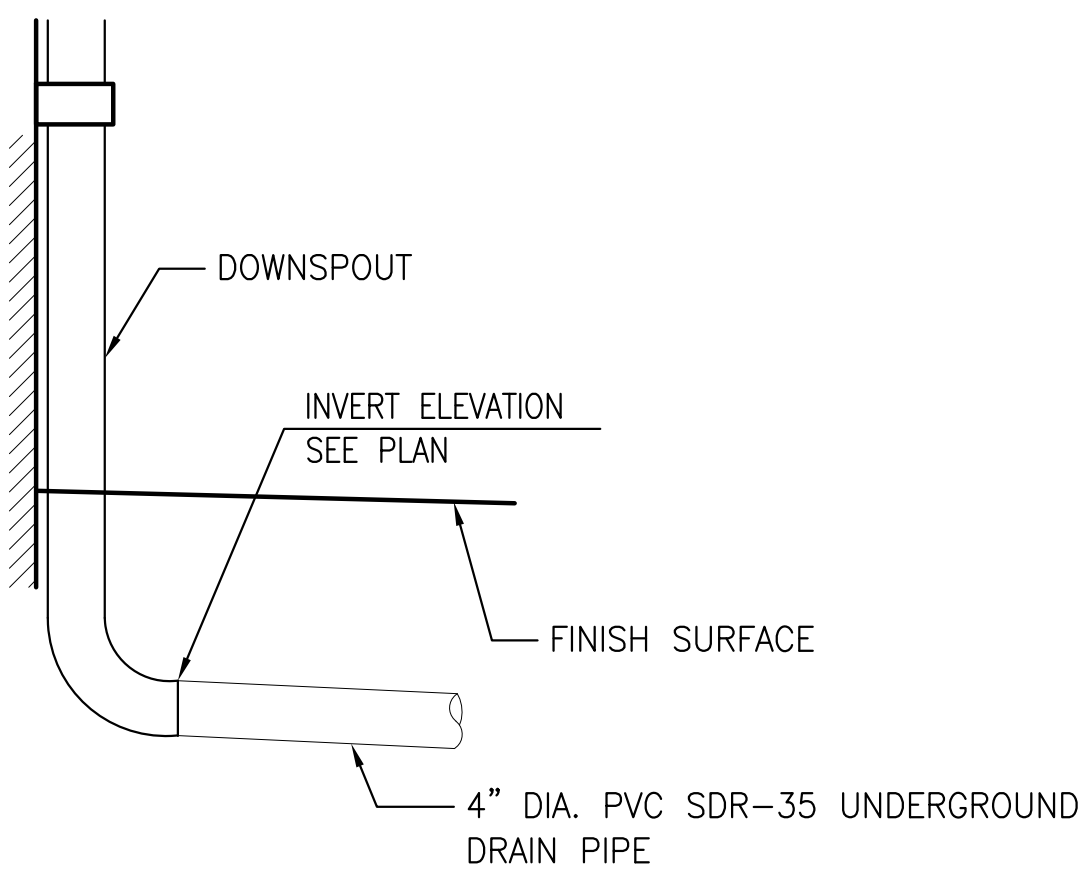 DOWNSPOUT
INVERT ELEVATION
SEE PLAN
FINISH SURFACE
4” DIA. PVC SDR–35 UNDERGROUND
DRAIN PIPE